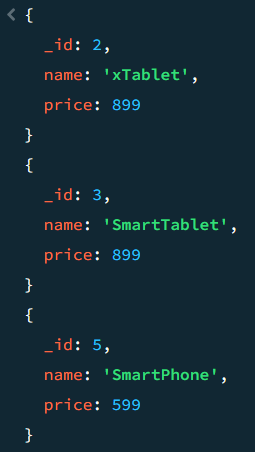 {
_id: 2,
name: 'xTablet',
price: 899
}
{
_id: 3,
name: 'SmartTablet',
price: 899
}
{
_id: 5,
name: 'SmartPhone',
price: 599
}